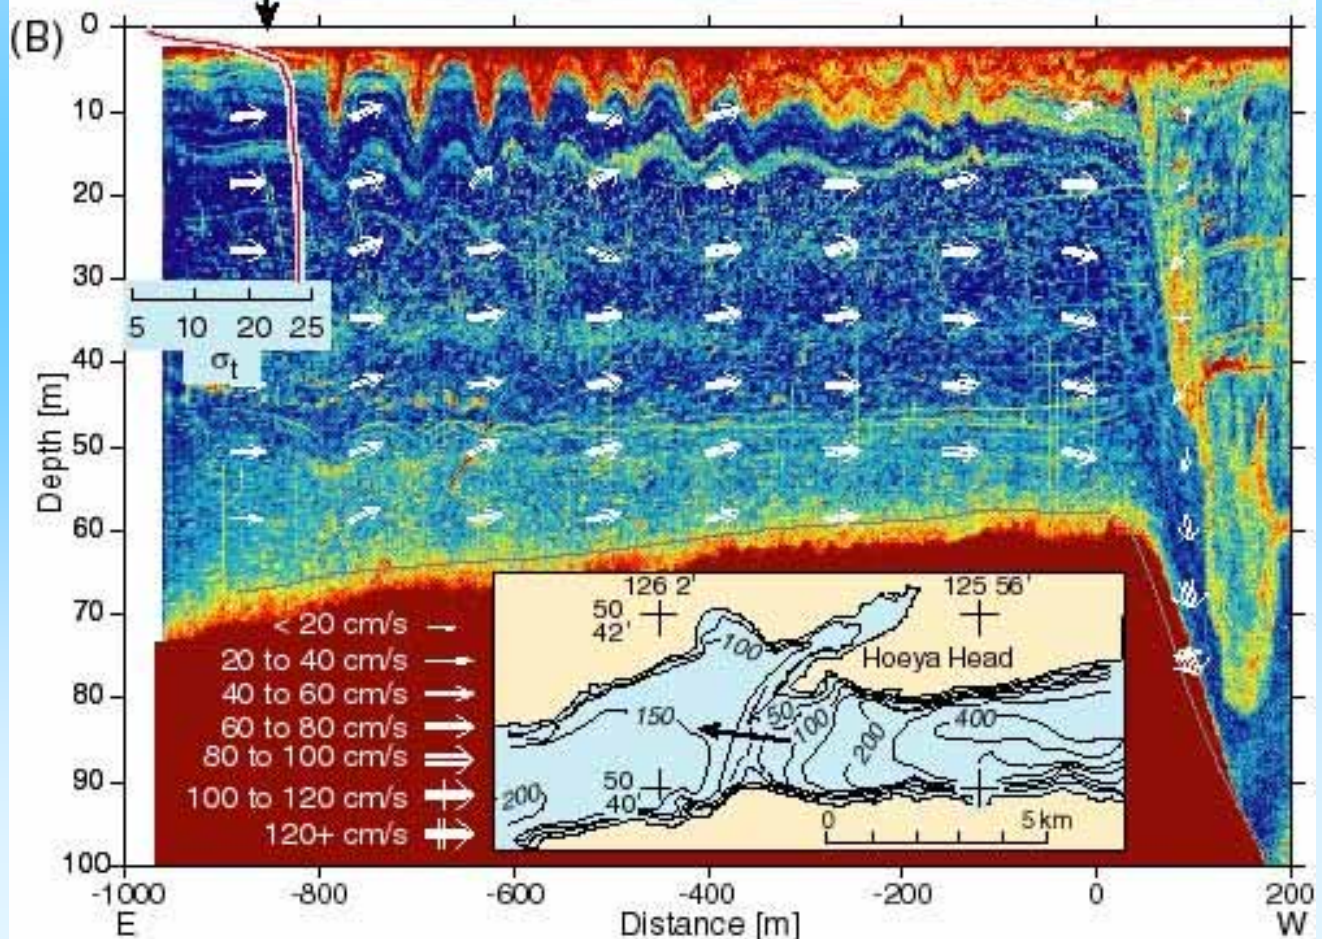 (B)
0
10
20
30
40
50
60
70
80
90
100
Depth [m]
5 10 20 25
σt
< 20 cm/s
20 to 40 cm/s
40 to 60 cm/s
60 to 80 cm/s
80 to 100 cm/s
100 to 120 cm/s
120+ cm/s
126 2'
125 56'
50
42'
Hoeya Head
100
150
50
100
200
400
200
50
40'
0 5 km
-1000 -800 -600 -400 -200 0 200
E Distance [m] W